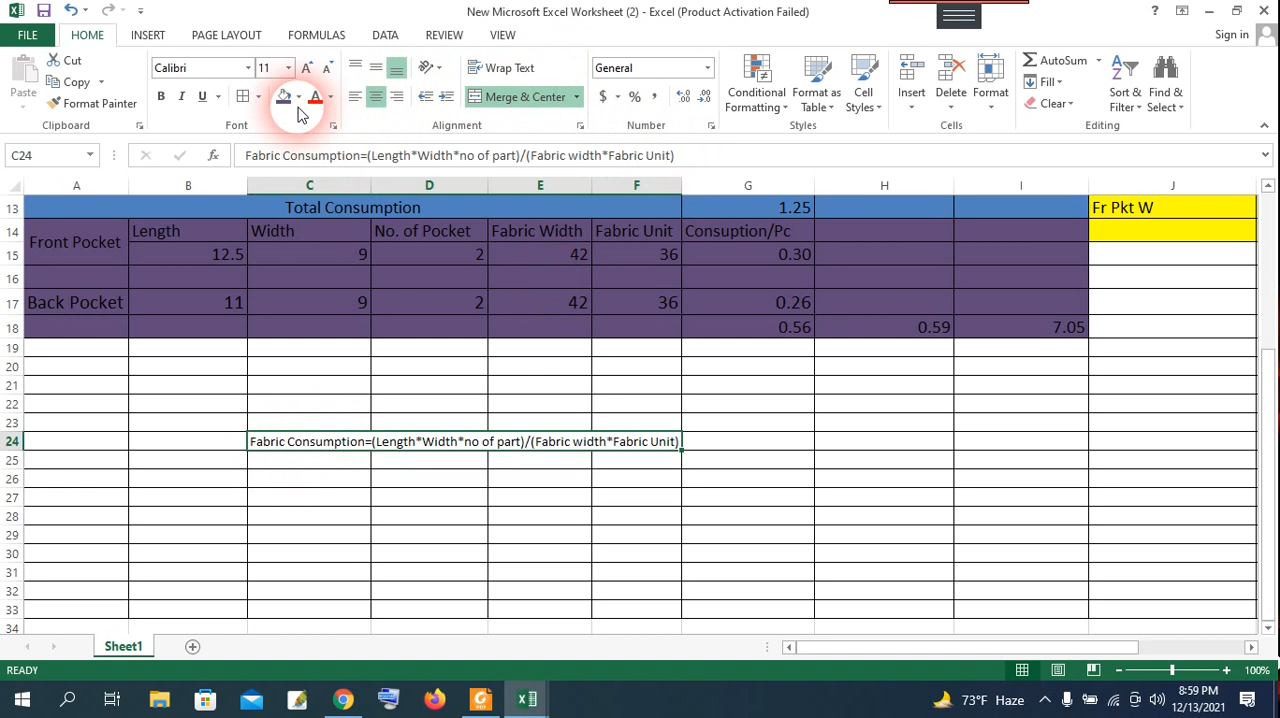 New Microsoft Excel Worksheet (2) - Excel (Product Activation Failed)
?
FILE HOME INSERT PAGE LAYOUT FORMULAS DATA REVIEW VIEW Sign in
Paste Cut Copy Format Painter Clipboard
Calibri 11 B I U A Font
Wrap Text Merge & Center Alignment
General $ % , Number
Conditional Formatting Format as Table Cell Styles Styles
Insert Delete Format Cells
AutoSum Fill Clear Sort & Filter Find & Select Editing
C24 fx Fabric Consumption=(Length*Width*no of part)/(Fabric width*Fabric Unit)
A B C D E F G H I J
13 Total Consumption 1.25 Fr Pkt W
14 Front Pocket Length Width No. of Pocket Fabric Width Fabric Unit Consuption/Pc
15 12.5 9 2 42 36 0.30
16
17 Back Pocket 11 9 2 42 36 0.26
18 0.56 0.59 7.05
19
20
21
22
23
24 Fabric Consumption=(Length*Width*no of part)/(Fabric width*Fabric Unit)
25
26
27
28
29
30
31
32
33
34
Sheet1
READY 100%
73°F Haze 8:59 PM
12/13/2021